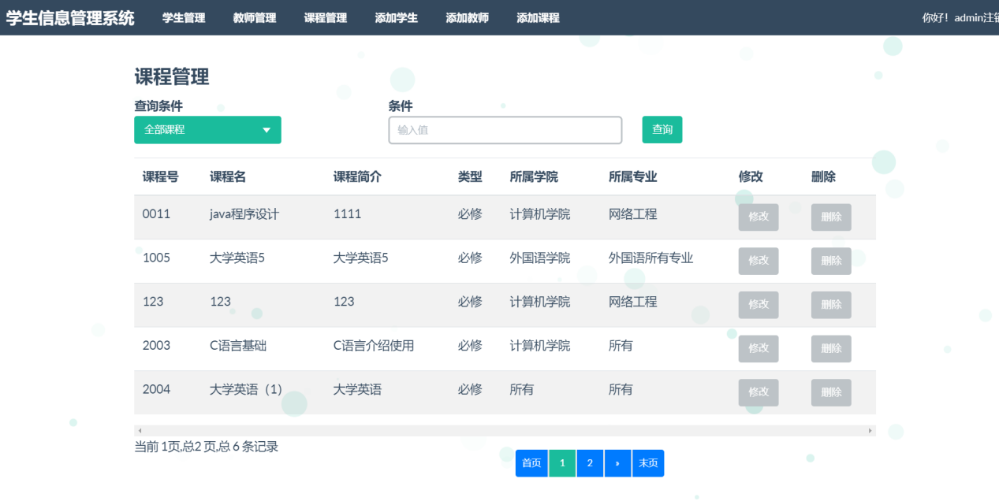 学生信息管理系统 学生管理 教师管理 课程管理 添加学生 添加教师 添加课程 你好！admin注销
课程管理
查询条件 条件
全部课程 输入值 查询
课程号 课程名 课程简介 类型 所属学院 所属专业 修改 删除
0011 java程序设计 1111 必修 计算机学院 网络工程 修改 删除
1005 大学英语5 大学英语5 必修 外国语学院 外国语所有专业 修改 删除
123 123 123 必修 计算机学院 网络工程 修改 删除
2003 C语言基础 C语言介绍使用 必修 计算机学院 所有 修改 删除
2004 大学英语（1） 大学英语 必修 所有 所有 修改 删除
当前 1页,总2 页,总 6 条记录
首页 1 2 » 末页